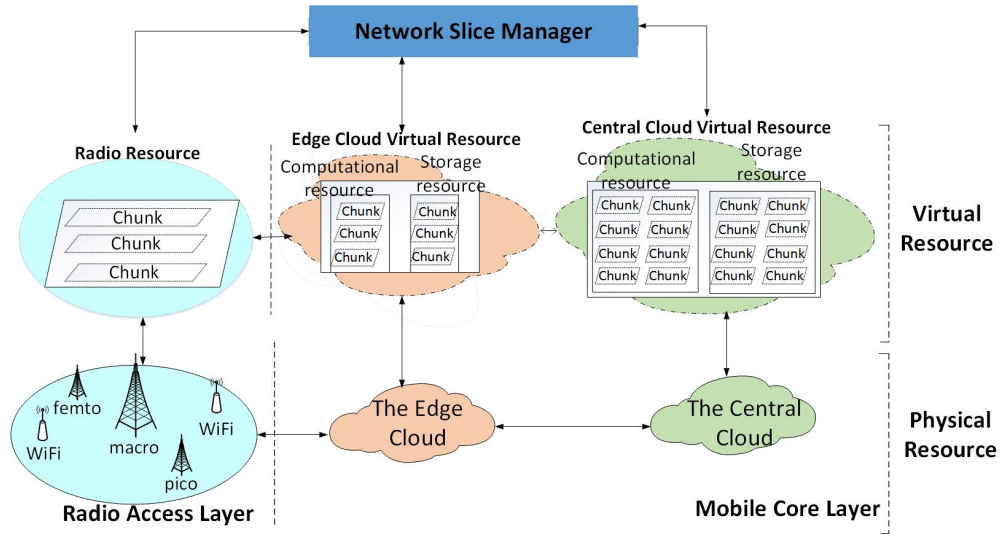 Network Slice Manager
Radio Resource
Chunk
Chunk
Chunk
Edge Cloud Virtual Resource
Computational
resource
Storage
resource
Chunk
Chunk
Chunk
Chunk
Chunk
Chunk
Central Cloud Virtual Resource
Computational
resource
Storage
resource
Chunk Chunk
Chunk Chunk
Chunk Chunk
Chunk Chunk
Chunk Chunk
Chunk Chunk
Chunk Chunk
Chunk Chunk
Virtual
Resource
femto
WiFi
macro
WiFi
pico
Radio Access Layer
The Edge
Cloud
The Central
Cloud
Mobile Core Layer
Physical
Resource